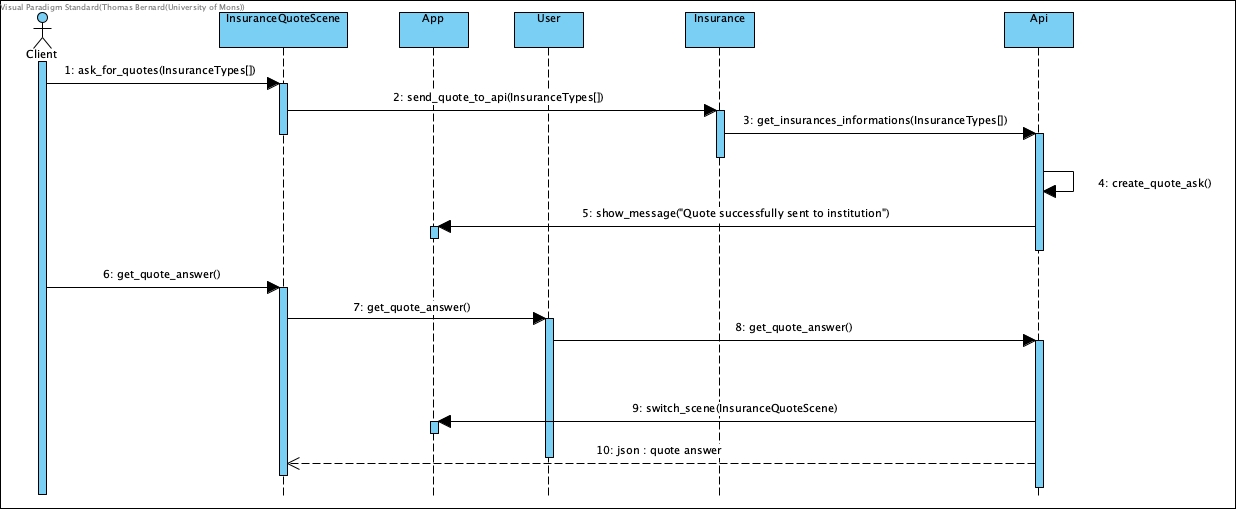 Visual Paradigm Standard(Thomas Bernard(University of Mons))
InsuranceQuoteScene
App
User
Insurance
Api
Client
1: ask_for_quotes(InsuranceTypes[])
2: send_quote_to_api(InsuranceTypes[])
3: get_insurances_informations(InsuranceTypes[])
4: create_quote_ask()
5: show_message("Quote successfully sent to institution")
6: get_quote_answer()
7: get_quote_answer()
8: get_quote_answer()
9: switch_scene(InsuranceQuoteScene)
10: json : quote answer